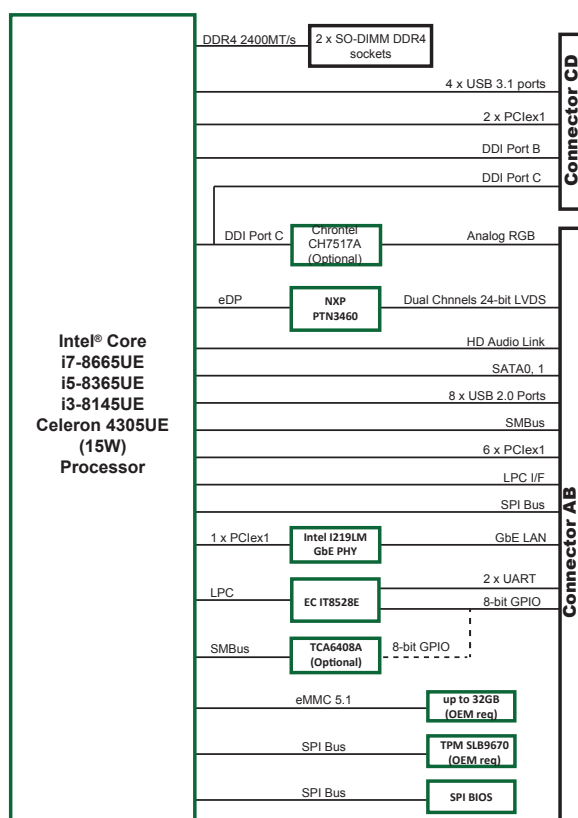 DDR4 2400MT/s
2 x SO-DIMM DDR4
sockets
4 x USB 3.1 ports
2 x PCIex1
DDI Port B
DDI Port C
Connector CD
DDI Port C
Chrontel
CH7517A
(Optional)
Analog RGB
eDP
NXP
PTN3460
Dual Chnnels 24-bit LVDS
Intel® Core
i7-8665UE
i5-8365UE
i3-8145UE
Celeron 4305UE
(15W)
Processor
HD Audio Link
SATA0, 1
8 x USB 2.0 Ports
SMBus
6 x PCIex1
LPC I/F
SPI Bus
Connector AB
1 x PCIex1
Intel I219LM
GbE PHY
GbE LAN
LPC
EC IT8528E
2 x UART
8-bit GPIO
SMBus
TCA6408A
(Optional)
8-bit GPIO
eMMC 5.1
up to 32GB
(OEM req)
SPI Bus
TPM SLB9670
(OEM req)
SPI Bus
SPI BIOS